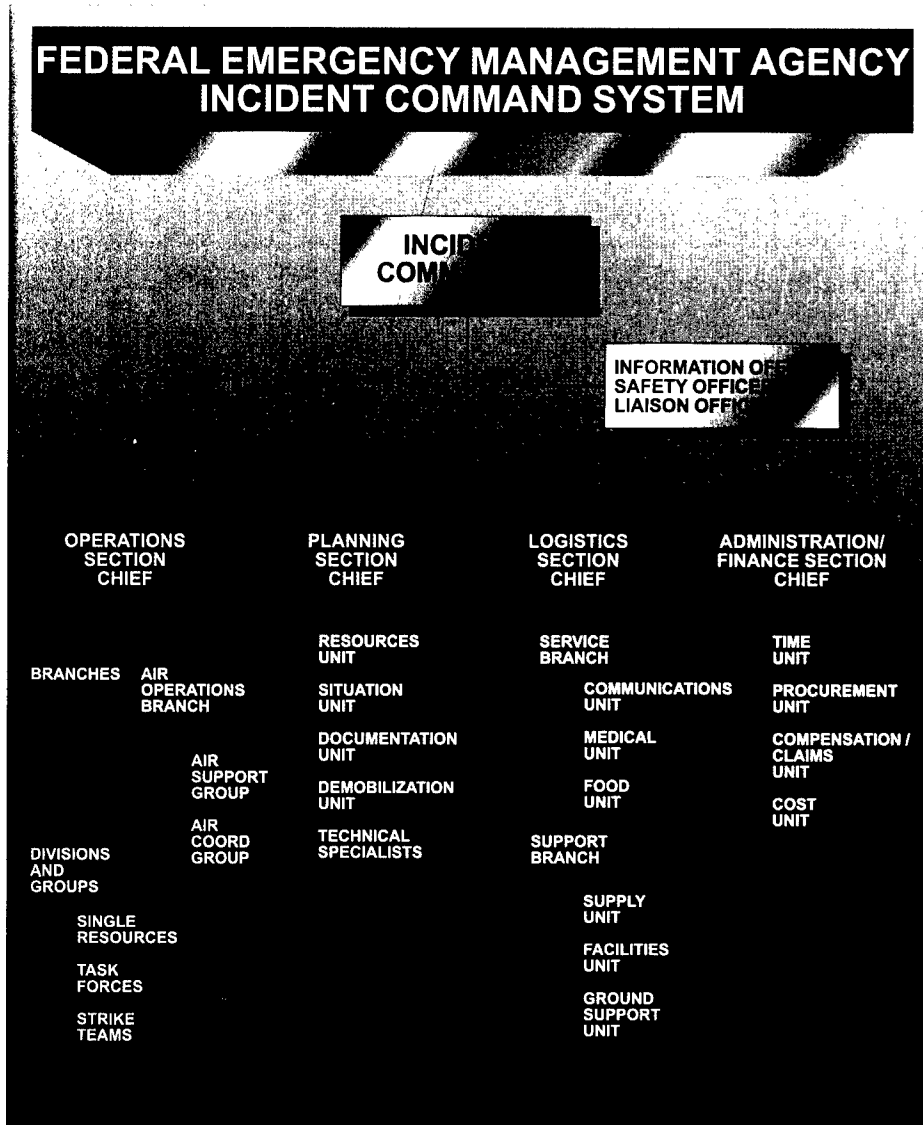 FEDERAL EMERGENCY MANAGEMENT AGENCY
INCIDENT COMMAND SYSTEM
INFORMATION
SAFETY
LIAISON
OPERATIONS
SECTION
CHIEF
PLANNING
SECTION
CHIEF
LOGISTICS
SECTION
CHIEF
ADMINISTRATION/
FINANCE SECTION
CHIEF
BRANCHES
AIR
OPERATIONS
BRANCH
AIR
SUPPORT
GROUP
AIR
COORD
GROUP
DIVISIONS
AND
GROUPS
SINGLE
RESOURCES
TASK
FORCES
STRIKE
TEAMS
RESOURCES
UNIT
SITUATION
UNIT
DOCUMENTATION
UNIT
DEMOBILIZATION
UNIT
TECHNICAL
SPECIALISTS
SERVICE
BRANCH
COMMUNICATIONS
UNIT
MEDICAL
UNIT
FOOD
UNIT
SUPPORT
BRANCH
SUPPLY
UNIT
FACILITIES
UNIT
GROUND
SUPPORT
UNIT
TIME
UNIT
PROCUREMENT
UNIT
COMPENSATION /
CLAIMS
UNIT
COST
UNIT